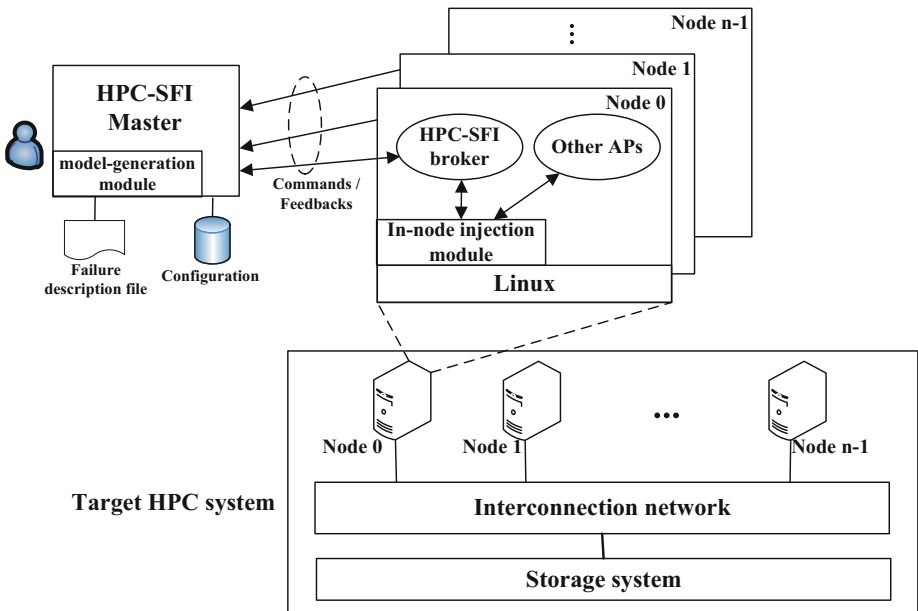 Node n-1
⋮
Node 1
Node 0
HPC-SFI
Master
model-generation
module
Failure
description file
Configuration
Commands /
Feedbacks
HPC-SFI
broker
Other APs
In-node injection
module
Linux
Node 0
Node 1
...
Node n-1
Target HPC system
Interconnection network
Storage system